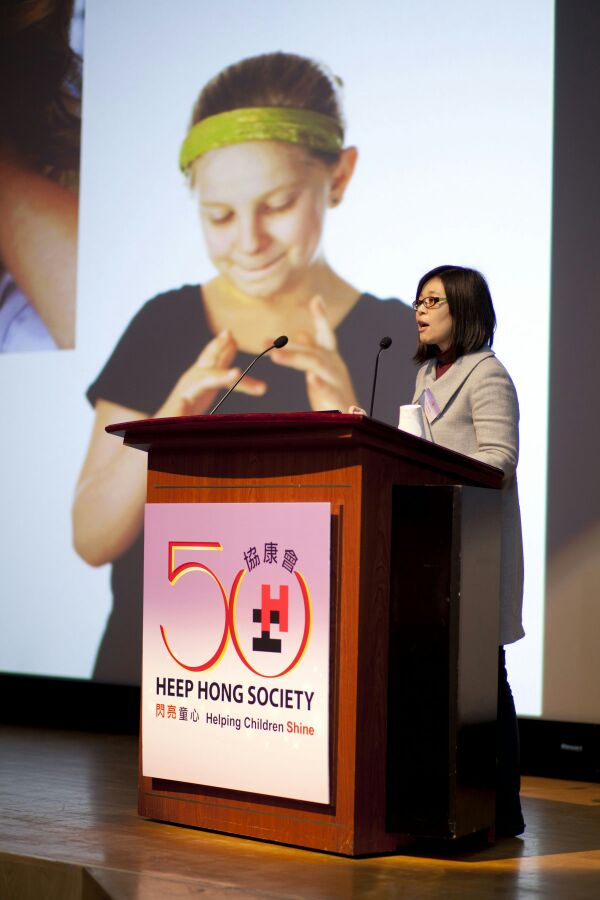 50
協康會
HEEP HONG SOCIETY
閃亮童心 Helping Children Shine